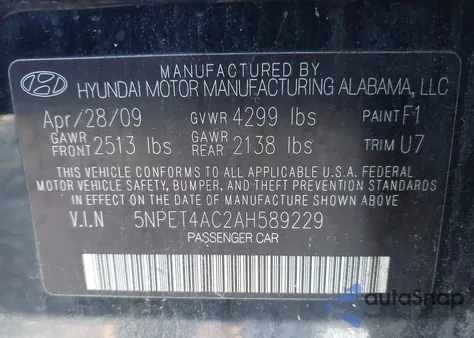 MANUFACTURED BY
HYUNDAI MOTOR MANUFACTURING ALABAMA, LLC
Apr/28/09 GVWR 4299 lbs PAINT F1
GAWR FRONT 2513 lbs GAWR REAR 2138 lbs TRIM U7
THIS VEHICLE CONFORMS TO ALL APPLICABLE U.S.A. FEDERAL
MOTOR VEHICLE SAFETY, BUMPER, AND THEFT PREVENTION
STANDARDS IN EFFECT ON THE DATE OF MANUFACTURE SHOWN ABOVE.
V.I.N 5NPET4AC2AH589229
PASSENGER CAR
autoSnap